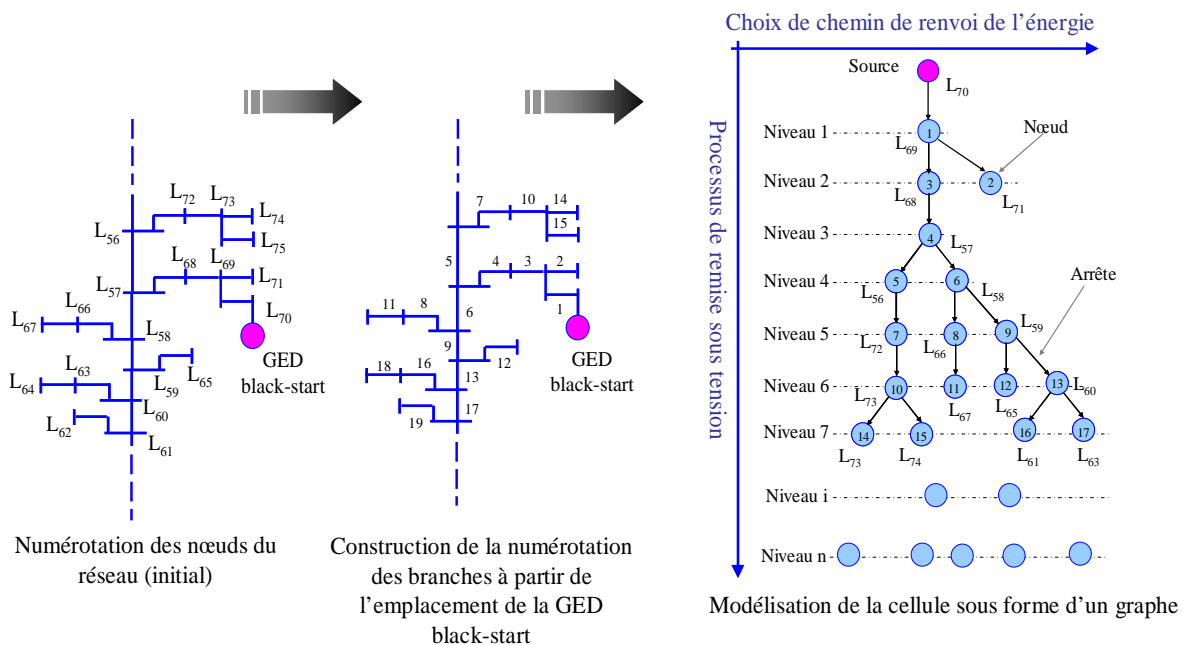 Choix de chemin de renvoi de l’énergie
Processus de remise sous tension
Source
L70
Niveau 1
1
Nœud
L69
Niveau 2
3
2
L68
L71
Niveau 3
4
L57
Niveau 4
5
6
Arrête
L56
L58
Niveau 5
7
8
9
L59
L72
L66
Niveau 6
10
11
12
13
L60
L73
L67
L65
Niveau 7
14
15
16
17
L73
L74
L61
L63
Niveau i
Niveau n
Modélisation de la cellule sous forme d’un graphe
L72
L73
L74
L56
L75
L68
L69
L71
L57
L70
L66
L67
L58
GED
black-start
L63
L65
L64
L59
L60
L62
L61
Numérotation des nœuds du
réseau (initial)
7
10
14
15
5
4
3
2
1
11
8
6
GED
black-start
9
12
18
16
13
17
19
Construction de la numérotation
des branches à partir de
l’emplacement de la GED
black-start